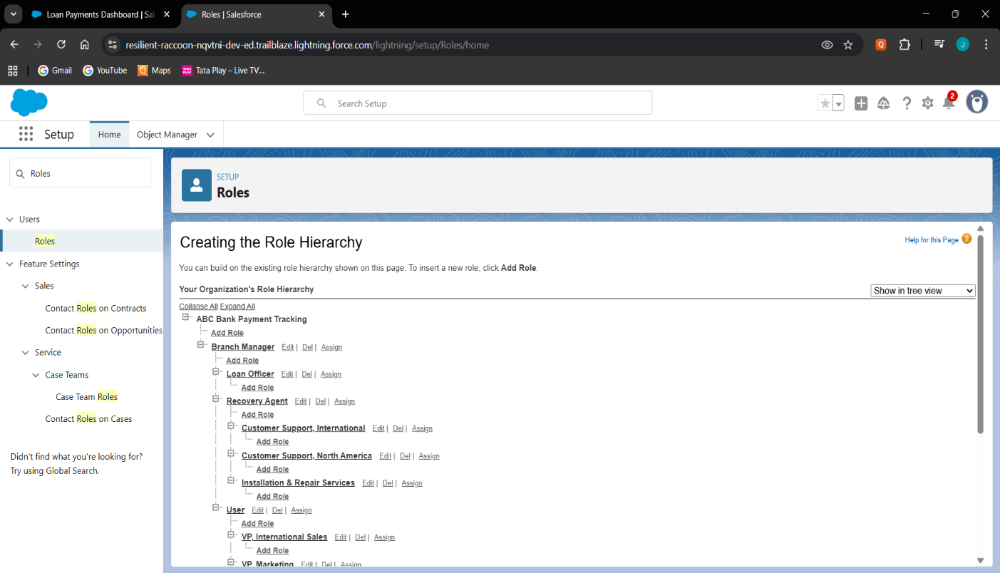 Loan Payments Dashboard | Sal
Roles | Salesforce
resilient-raccoon-nqvtni-dev-ed.trailblaze.lightning.force.com/lightning/setup/Roles/home
Q
J
Gmail
YouTube
Maps
TATA PLAY
Tata Play – Live TV...
Search Setup
2
Setup
Home
Object Manager
Roles
Users
Roles
Feature Settings
Sales
Contact Roles on Contracts
Contact Roles on Opportunities
Service
Case Teams
Case Team Roles
Contact Roles on Cases
Didn't find what you're looking for?
Try using Global Search.
SETUP
Roles
Creating the Role Hierarchy
Help for this Page ?
You can build on the existing role hierarchy shown on this page. To insert a new role, click Add Role.
Your Organization's Role Hierarchy
Show in tree view
Collapse All Expand All
ABC Bank Payment Tracking
Add Role
Branch Manager Edit | Del | Assign
Add Role
Loan Officer Edit | Del | Assign
Add Role
Recovery Agent Edit | Del | Assign
Add Role
Customer Support, International Edit | Del | Assign
Add Role
Customer Support, North America Edit | Del | Assign
Add Role
Installation & Repair Services Edit | Del | Assign
Add Role
User Edit | Del | Assign
Add Role
VP, International Sales Edit | Del | Assign
Add Role
VP, Marketing Edit | Del | Assign